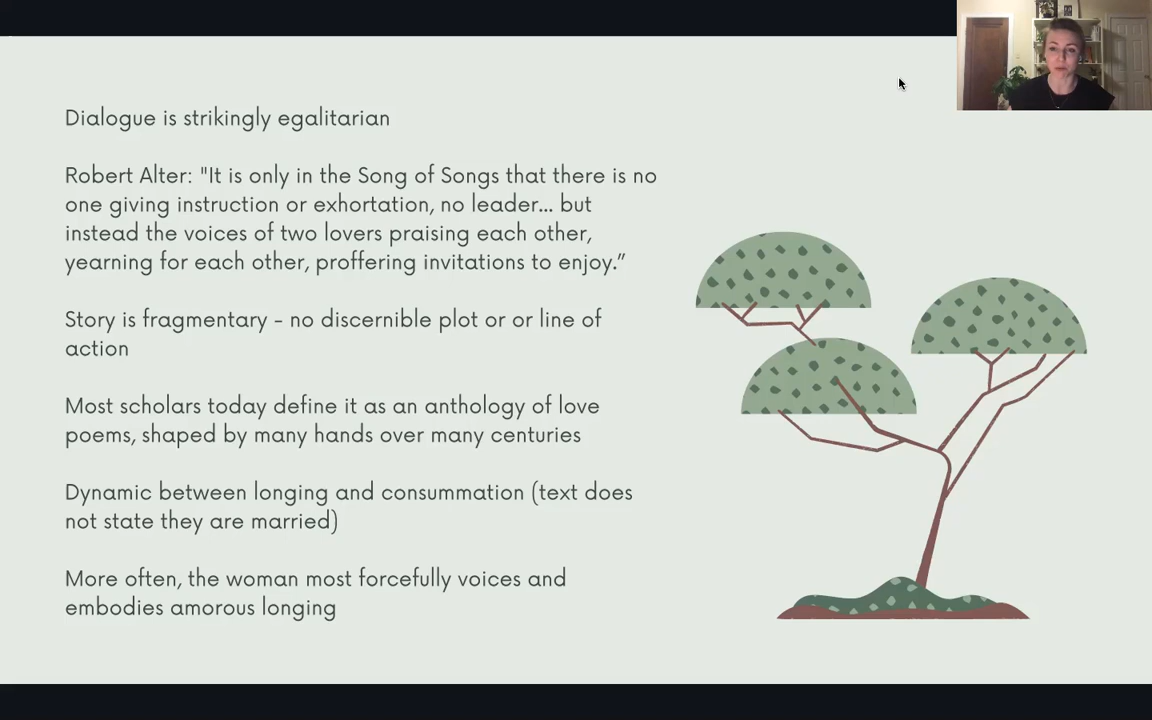 Dialogue is strikingly egalitarian
Robert Alter: "It is only in the Song of Songs that there is no
one giving instruction or exhortation, no leader... but
instead the voices of two lovers praising each other,
yearning for each other, proffering invitations to enjoy.”
Story is fragmentary - no discernible plot or or line of
action
Most scholars today define it as an anthology of love
poems, shaped by many hands over many centuries
Dynamic between longing and consummation (text does
not state they are married)
More often, the woman most forcefully voices and
embodies amorous longing